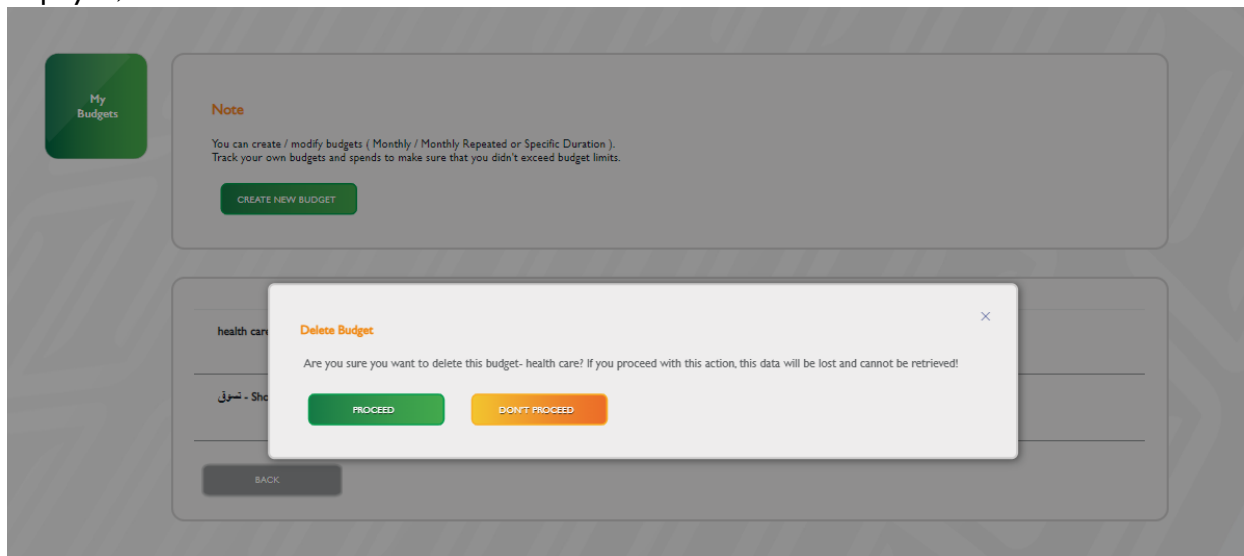 My
Budgets
Note
You can create / modify budgets ( Monthly / Monthly Repeated or Specific Duration ).
Track your own budgets and spends to make sure that you didn't exceed budget limits.
CREATE NEW BUDGET
health care
Delete Budget
×
Are you sure you want to delete this budget- health care? If you proceed with this action, this data will be lost and cannot be retrieved!
PROCEED
DON'T PROCEED
تسوق - Sho
BACK